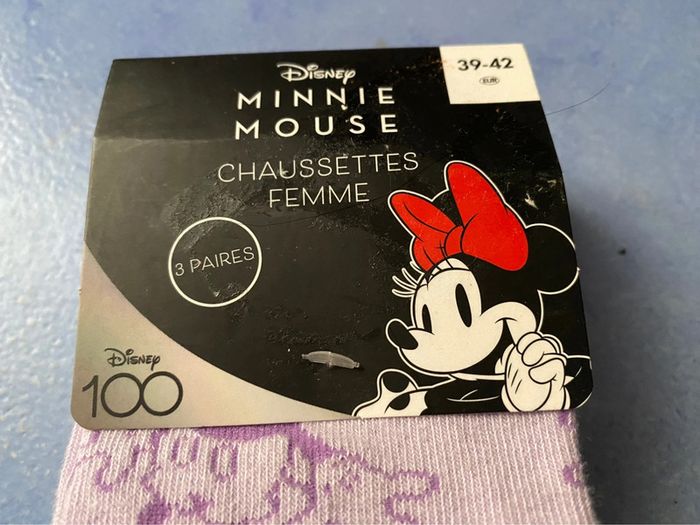 Disney
MINNIE
MOUSE
39-42
EUR
CHAUSSETTES
FEMME
3 PAIRES
Disney
100